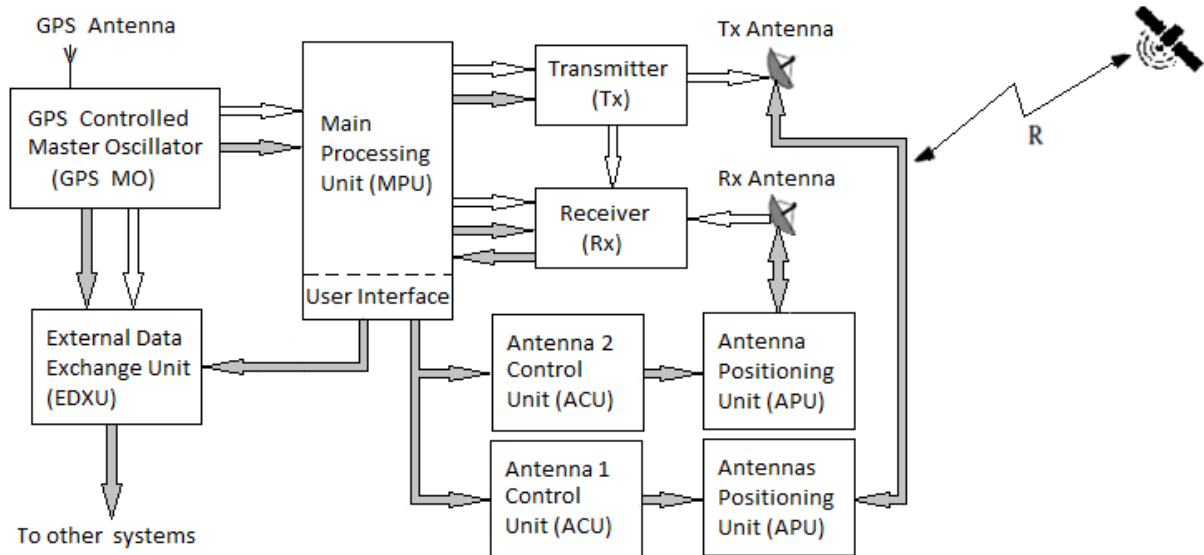 GPS Antenna
GPS Controlled
Master Oscillator
(GPS MO)
Main
Processing
Unit (MPU)
User Interface
Transmitter
(Tx)
Tx Antenna
R
Receiver
(Rx)
Rx Antenna
External Data
Exchange Unit
(EDXU)
Antenna 2
Control
Unit (ACU)
Antenna
Positioning
Unit (APU)
Antenna 1
Control
Unit (ACU)
Antennas
Positioning
Unit (APU)
To other systems